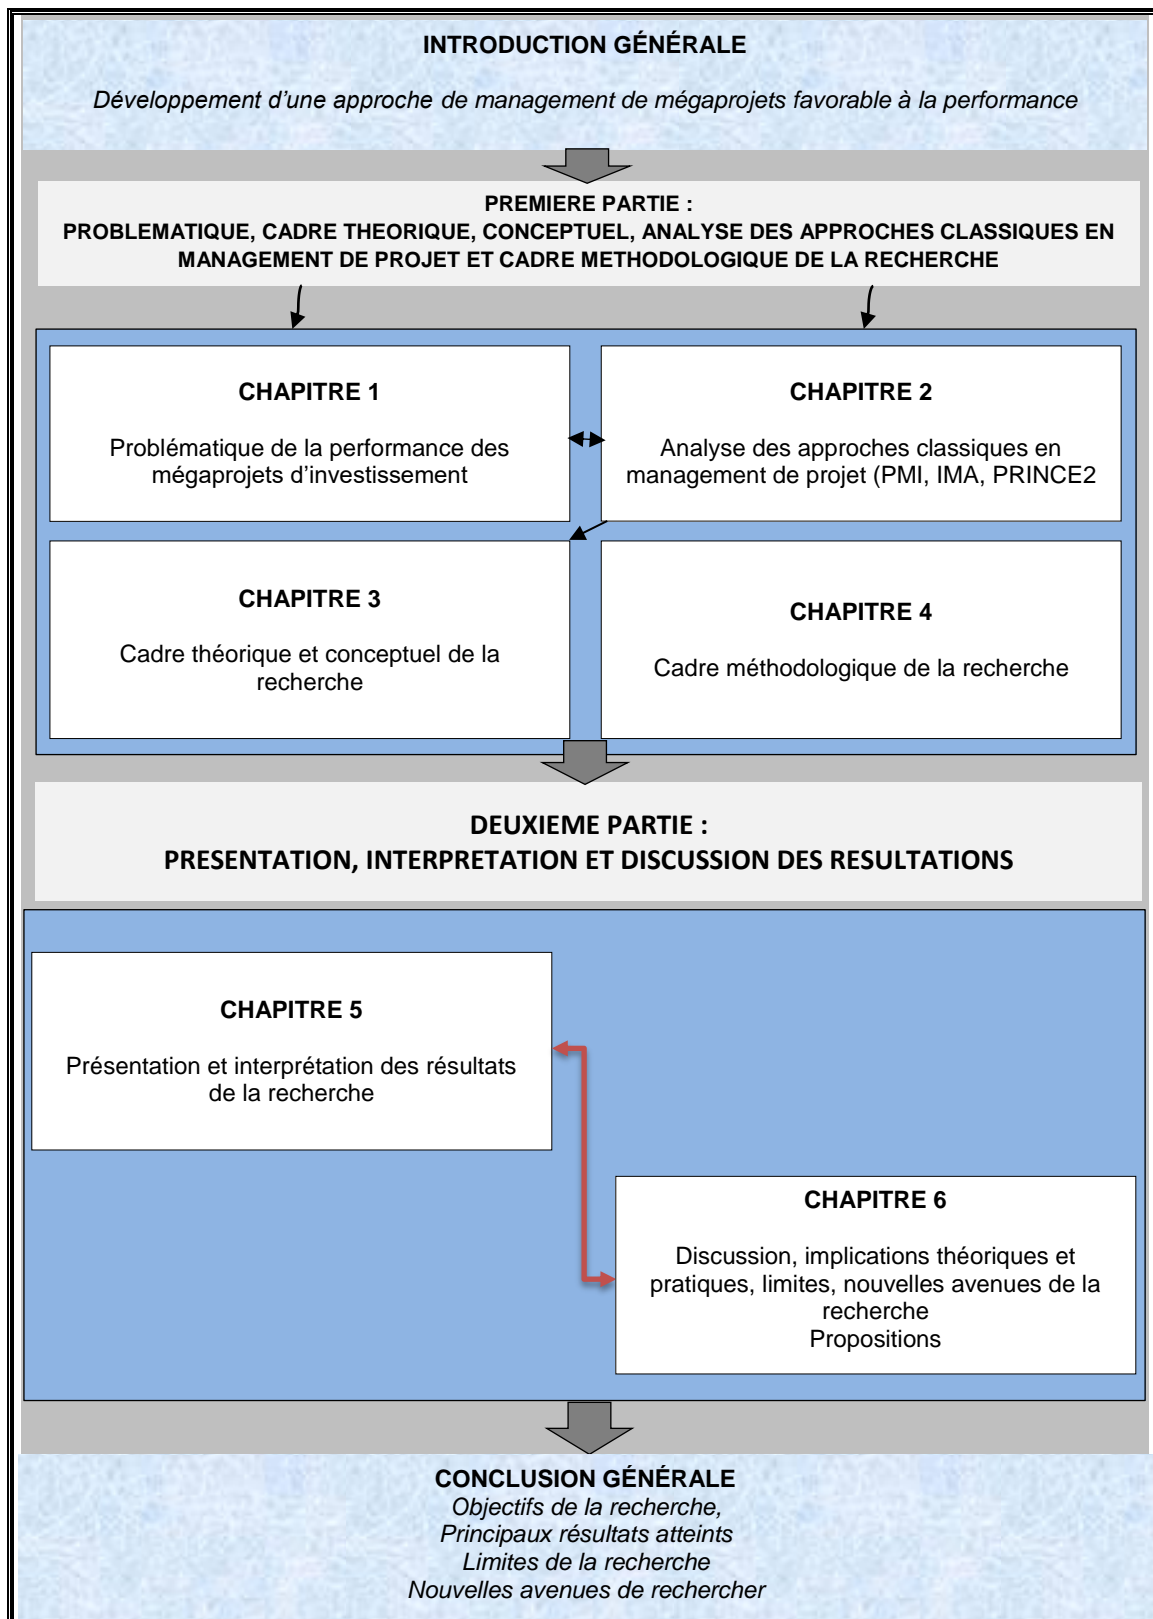 INTRODUCTION GÉNÉRALE
Développement d'une approche de management de mégaprojets favorable à la performance
PREMIERE PARTIE :
PROBLEMATIQUE, CADRE THEORIQUE, CONCEPTUEL, ANALYSE DES APPROCHES CLASSIQUES EN
MANAGEMENT DE PROJET ET CADRE METHODOLOGIQUE DE LA RECHERCHE
CHAPITRE 1
Problématique de la performance des
mégaprojets d'investissement
CHAPITRE 2
Analyse des approches classiques en
management de projet (PMI, IMA, PRINCE2
CHAPITRE 3
Cadre théorique et conceptuel de la
recherche
CHAPITRE 4
Cadre méthodologique de la recherche
DEUXIEME PARTIE :
PRESENTATION, INTERPRETATION ET DISCUSSION DES RESULTATIONS
CHAPITRE 5
Présentation et interprétation des résultats
de la recherche
CHAPITRE 6
Discussion, implications théoriques et
pratiques, limites, nouvelles avenues de la
recherche
Propositions
CONCLUSION GÉNÉRALE
Objectifs de la recherche,
Principaux résultats atteints
Limites de la recherche
Nouvelles avenues de rechercher